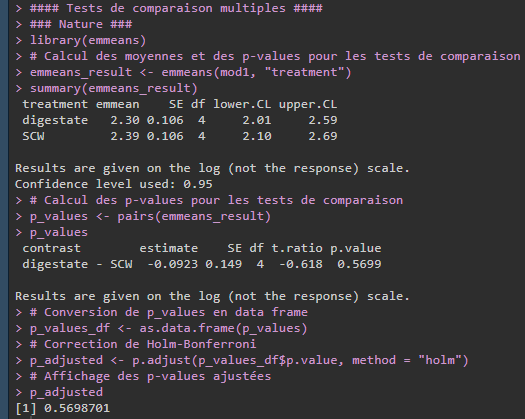 > #### Tests de comparaison multiples ####
> ### Nature ###
> library(emmeans)
> # Calcul des moyennes et des p-values pour les tests de comparaison
> emmeans_result <- emmeans(mod1, "treatment")
> summary(emmeans_result)
 treatment emmean    SE df lower.CL upper.CL
 digestate   2.30 0.106  4     2.01     2.59
 SCW         2.39 0.106  4     2.10     2.69

Results are given on the log (not the response) scale.
Confidence level used: 0.95
> # Calcul des p-values pour les tests de comparaison
> p_values <- pairs(emmeans_result)
> p_values
 contrast        estimate    SE df t.ratio p.value
 digestate - SCW  -0.0923 0.149  4  -0.618  0.5699

Results are given on the log (not the response) scale.
> # Conversion de p_values en data frame
> p_values_df <- as.data.frame(p_values)
> # Correction de Holm-Bonferroni
> p_adjusted <- p.adjust(p_values_df$p.value, method = "holm")
> # Affichage des p-values ajustées
> p_adjusted
[1] 0.5698701